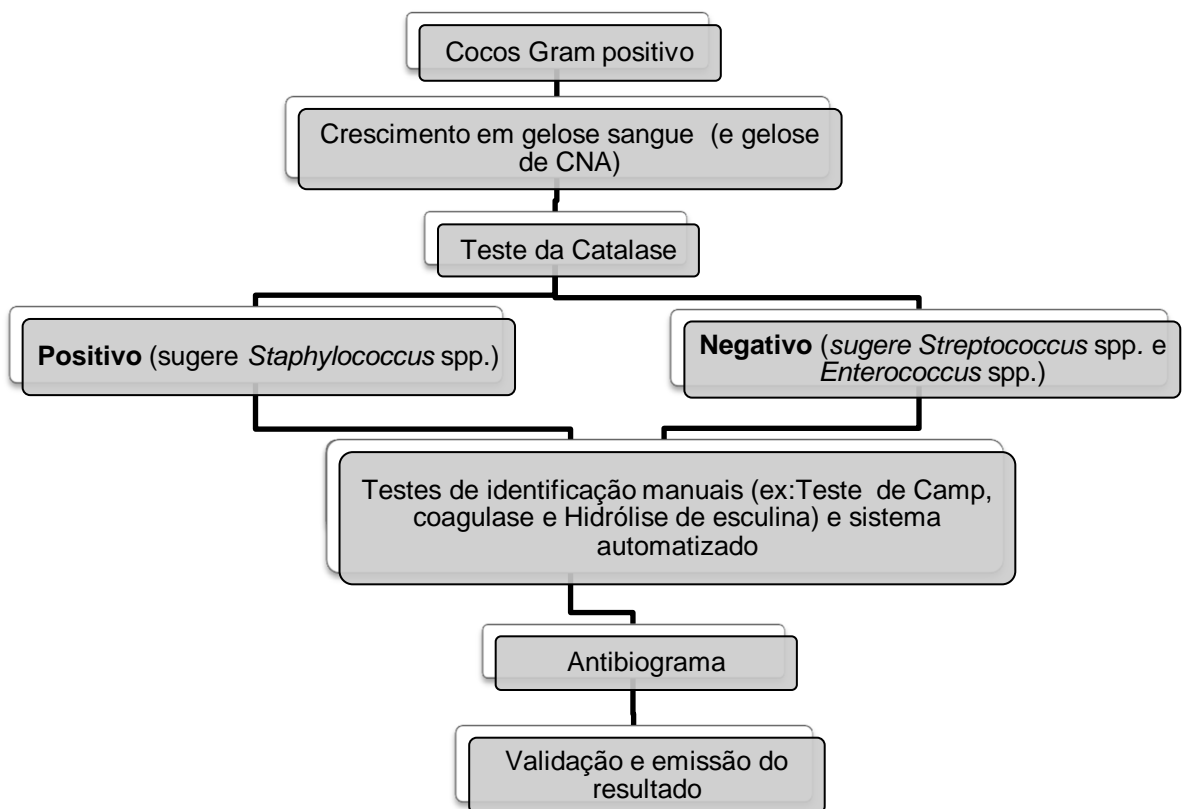 Cocos Gram positivo
Crescimento em gelose sangue (e gelose
de CNA)
Teste da Catalase
Positivo (sugere Staphylococcus spp.)
Negativo (sugere Streptococcus spp. e
Enterococcus spp.)
Testes de identificação manuais (ex:Teste de Camp,
coagulase e Hidrólise de esculina) e sistema
automatizado
Antibiograma
Validação e emissão do
resultado